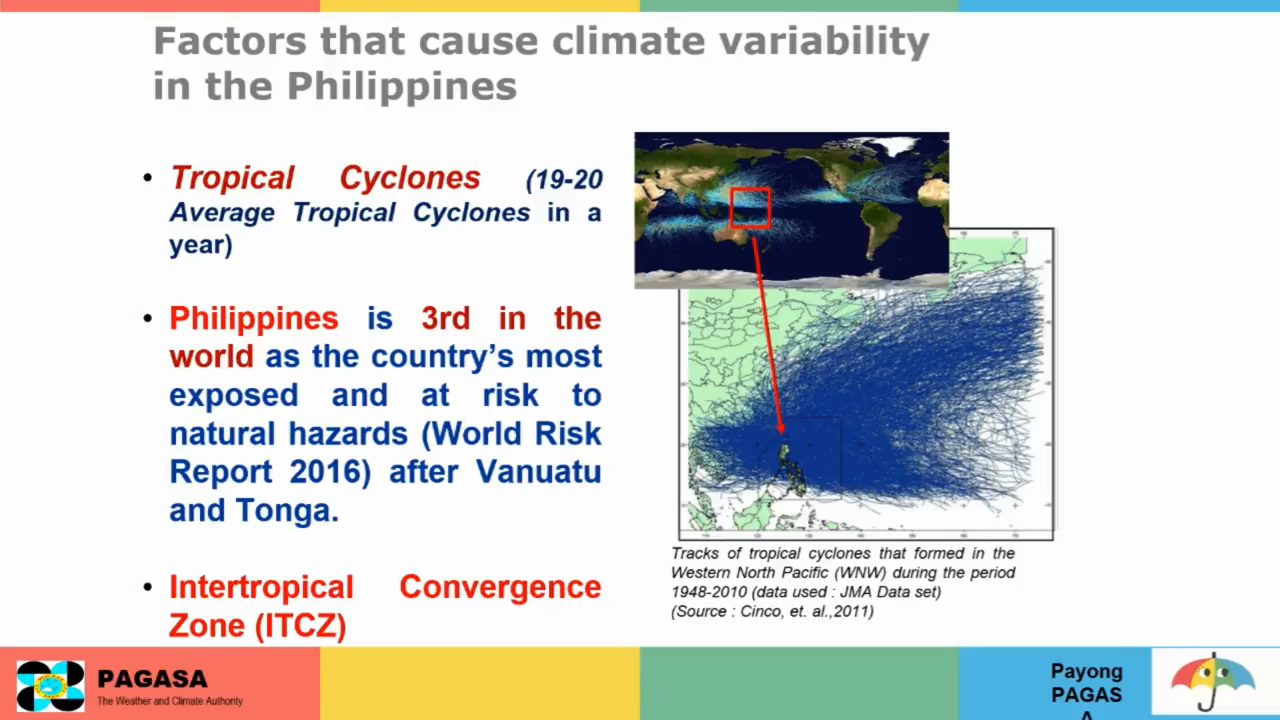 Factors that cause climate variability
in the Philippines
• Tropical Cyclones (19-20
Average Tropical Cyclones in a
year)
• Philippines is 3rd in the
world as the country's most
exposed and at risk to
natural hazards (World Risk
Report 2016) after Vanuatu
and Tonga.
• Intertropical Convergence
Zone (ITCZ)
Tracks of tropical cyclones that formed in the
Western North Pacific (WNW) during the period
1948-2010 (data used : JMA Data set)
(Source : Cinco, et. al.,2011)
PAGASA
The Weather and Climate Authority
Payong
PAGAS
A